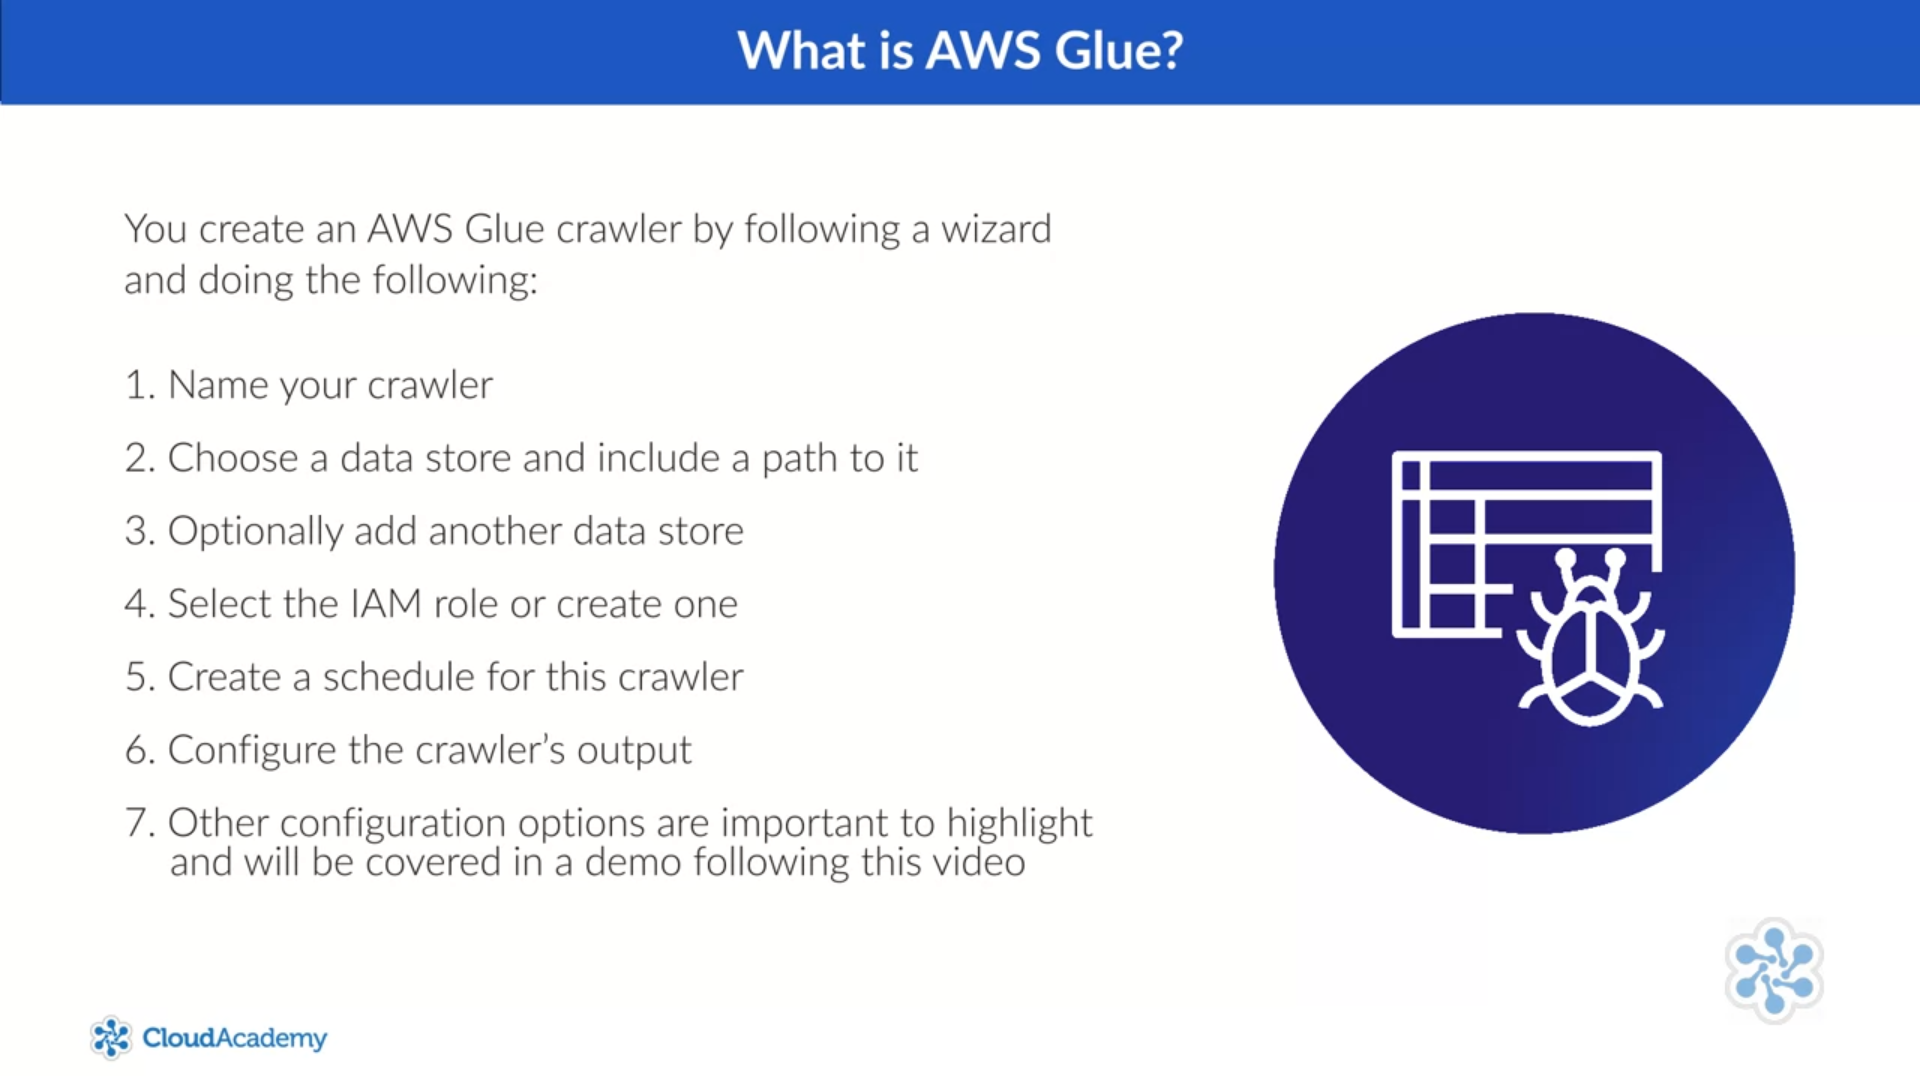 What is AWS Glue?
You create an AWS Glue crawler by following a wizard
and doing the following:
1. Name your crawler
2. Choose a data store and include a path to it
3. Optionally add another data store
4. Select the IAM role or create one
5. Create a schedule for this crawler
6. Configure the crawler’s output
7. Other configuration options are important to highlight
and will be covered in a demo following this video
CloudAcademy